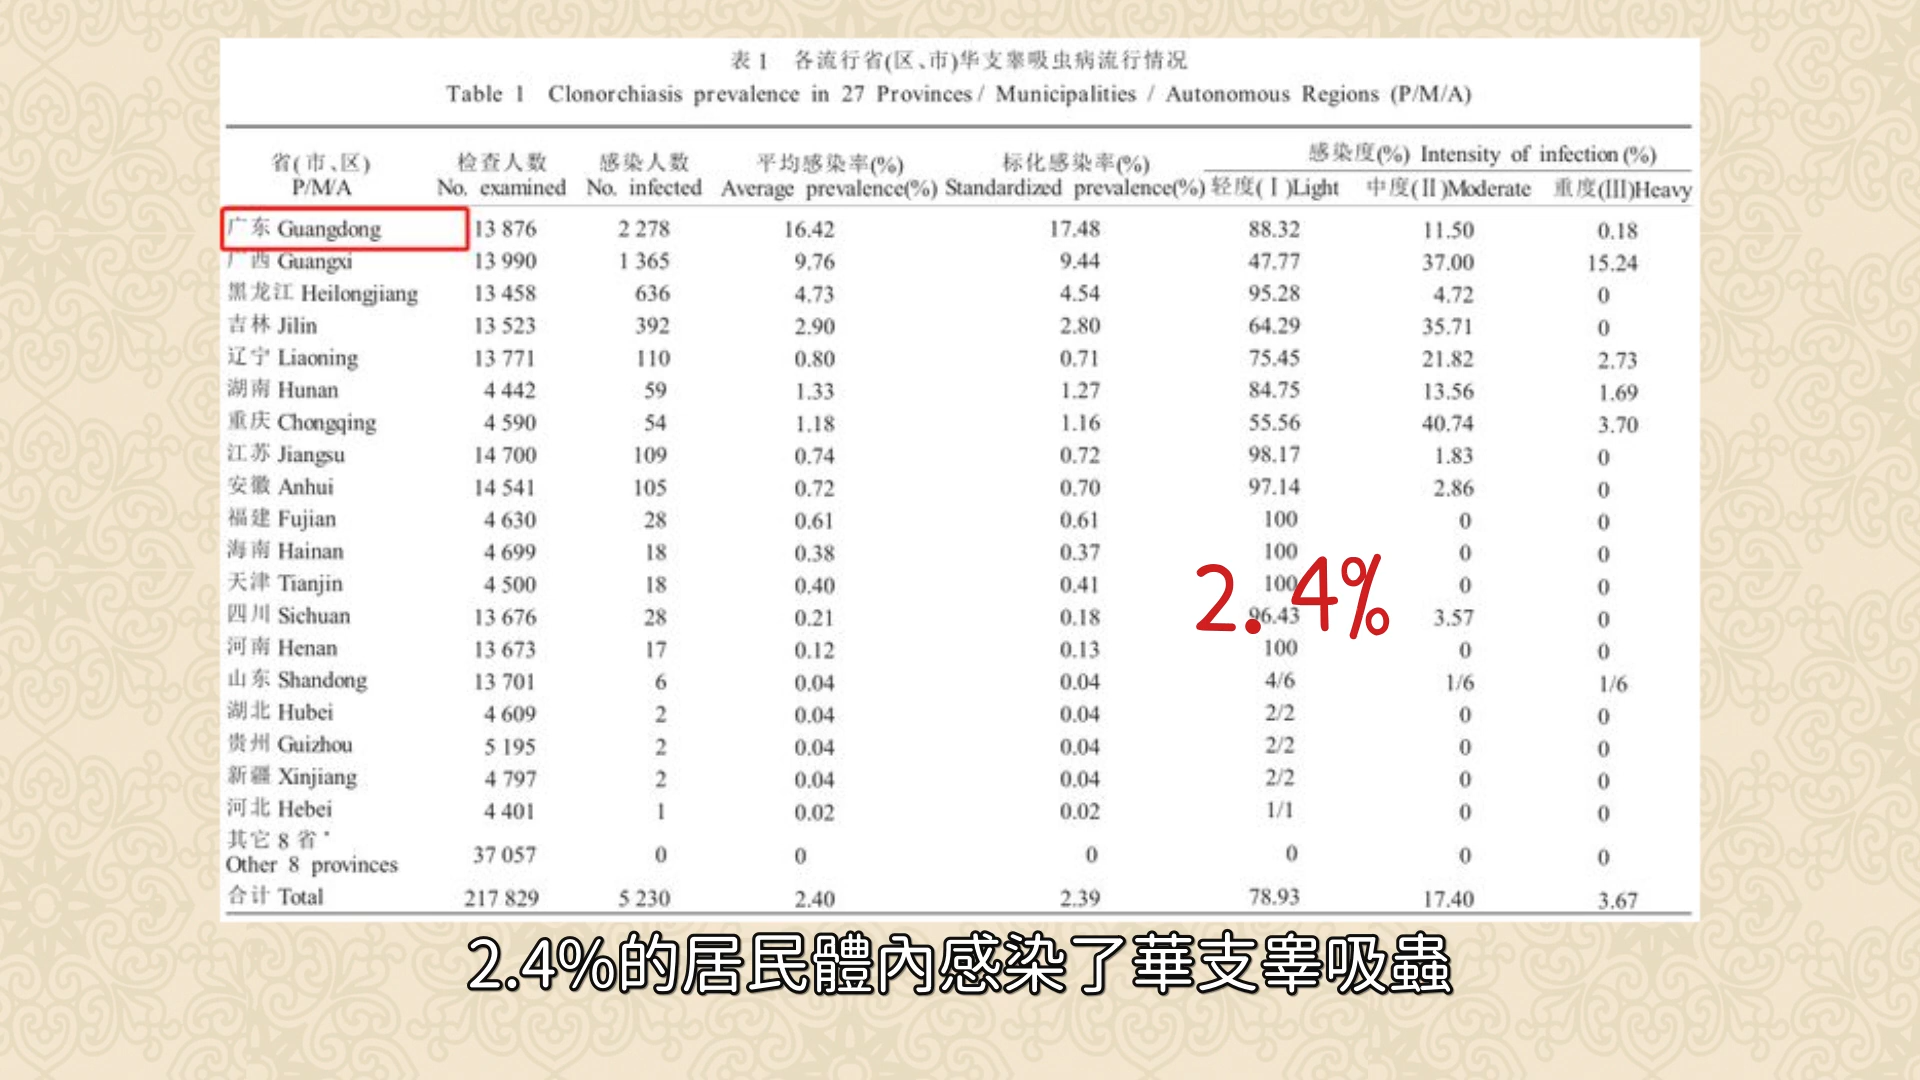 表1 各流行省(区、市)华支睾吸虫病流行情况
Table 1 Clonorchiasis prevalence in 27 Provinces / Municipalities / Autonomous Regions (P/M/A)
省(市、区) 检查人数 感染人数 平均感染率(%) 标化感染率(%) 感染度(%) Intensity of infection (%)
P/M/A No. examined No. infected Average prevalence(%) Standardized prevalence(%) 轻度(Ⅰ)Light 中度(Ⅱ)Moderate 重度(Ⅲ)Heavy
广东 Guangdong 13 876 2 278 16.42 17.48 88.32 11.50 0.18
广西 Guangxi 13 990 1 365 9.76 9.44 47.77 37.00 15.24
黑龙江 Heilongjiang 13 458 636 4.73 4.54 95.28 4.72 0
吉林 Jilin 13 523 392 2.90 2.80 64.29 35.71 0
辽宁 Liaoning 13 771 110 0.80 0.71 75.45 21.82 2.73
湖南 Hunan 4 442 59 1.33 1.27 84.75 13.56 1.69
重庆 Chongqing 4 590 54 1.18 1.16 55.56 40.74 3.70
江苏 Jiangsu 14 700 109 0.74 0.72 98.17 1.83 0
安徽 Anhui 14 541 105 0.72 0.70 97.14 2.86 0
福建 Fujian 4 630 28 0.61 0.61 100 0 0
海南 Hainan 4 699 18 0.38 0.37 100 0 0
天津 Tianjin 4 500 18 0.40 0.41 100 0 0
四川 Sichuan 13 676 28 0.21 0.18 96.43 3.57 0
河南 Henan 13 673 17 0.12 0.13 100 0 0
山东 Shandong 13 701 6 0.04 0.04 4/6 1/6 1/6
湖北 Hubei 4 609 2 0.04 0.04 2/2 0 0
贵州 Guizhou 5 195 2 0.04 0.04 2/2 0 0
新疆 Xinjiang 4 797 2 0.04 0.04 2/2 0 0
河北 Hebei 4 401 1 0.02 0.02 1/1 0 0
其它 8 省*
Other 8 provinces 37 057 0 0 0 0 0 0
合计 Total 217 829 5 230 2.40 2.39 78.93 17.40 3.67
2.4%
2.4%的居民體內感染了華支睾吸蟲